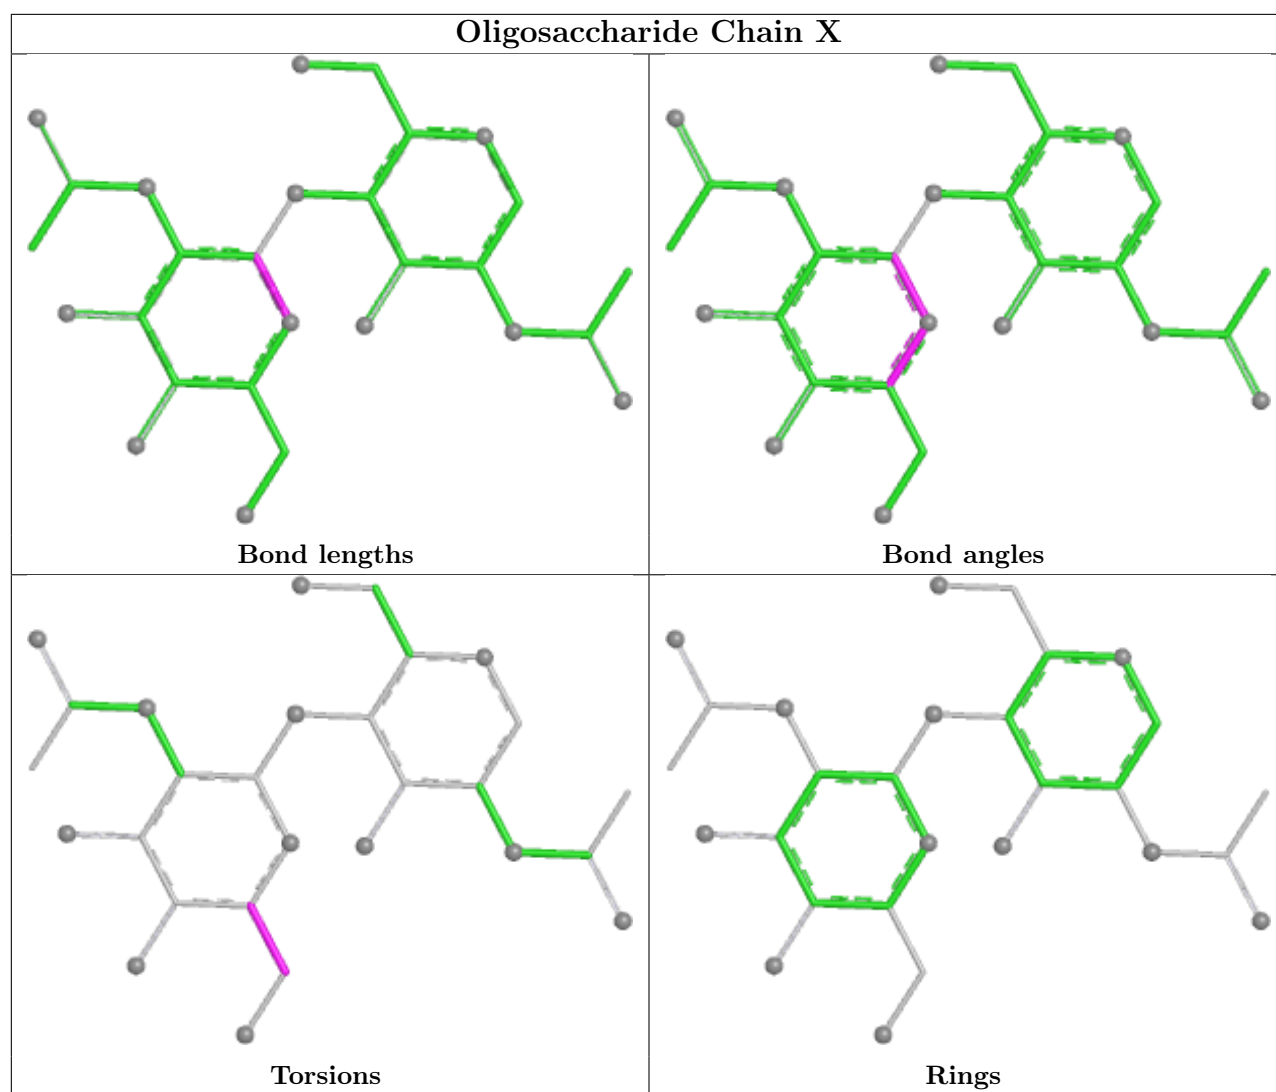 Oligosaccharide Chain X
Bond lengths
Bond angles
Torsions
Rings